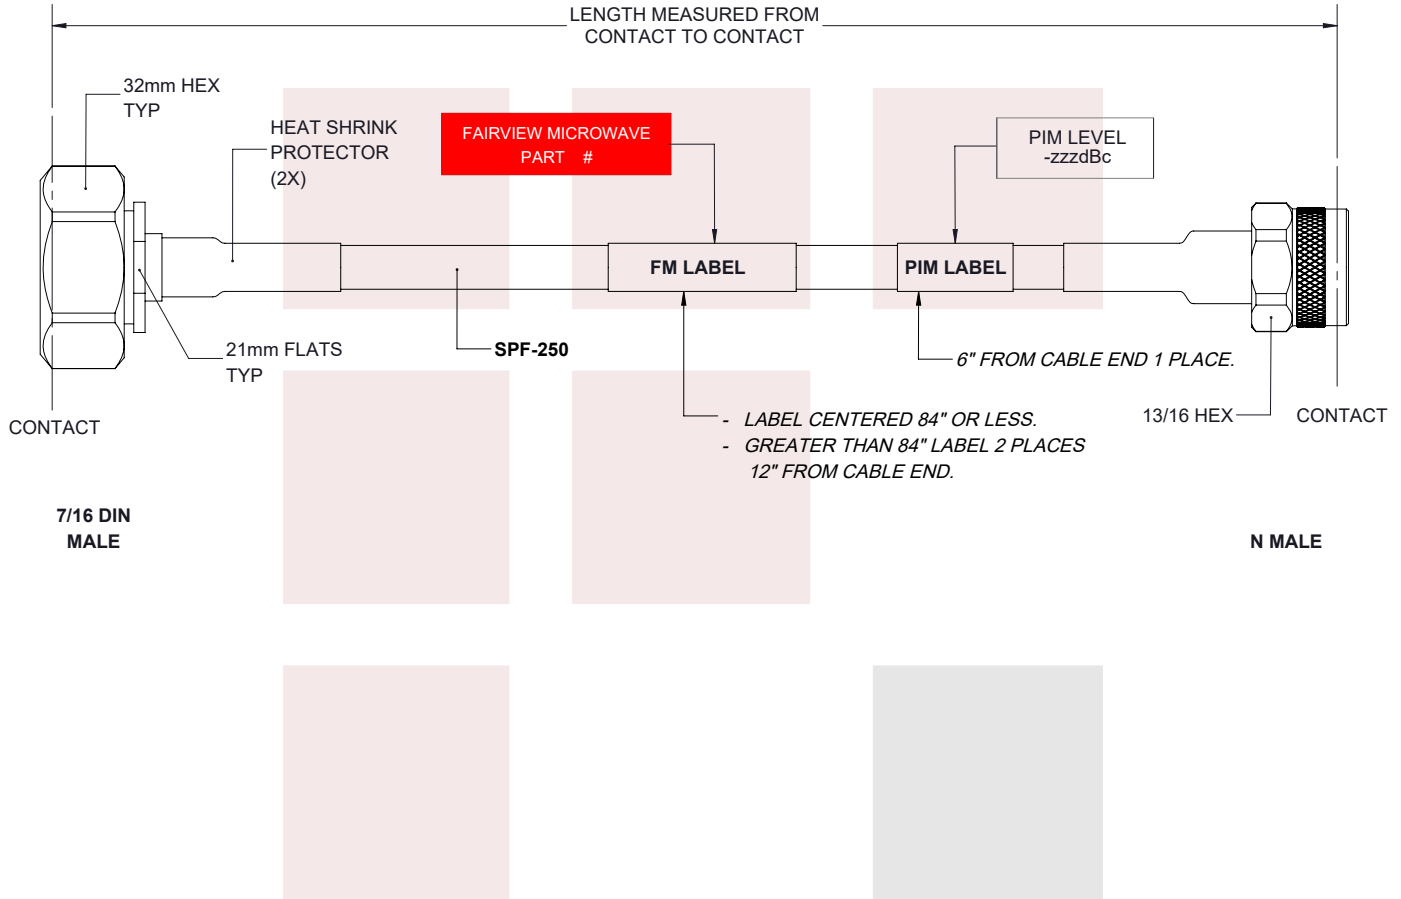 LENGTH MEASURED FROM
CONTACT TO CONTACT
32mm HEX
TYP
HEAT SHRINK
PROTECTOR
(2X)
FAIRVIEW MICROWAVE
PART #
PIM LEVEL
-zzzdBc
FM LABEL
PIM LABEL
21mm FLATS
TYP
SPF-250
6" FROM CABLE END 1 PLACE.
- LABEL CENTERED 84" OR LESS.
- GREATER THAN 84" LABEL 2 PLACES
12" FROM CABLE END.
13/16 HEX
CONTACT
CONTACT
7/16 DIN
MALE
N MALE